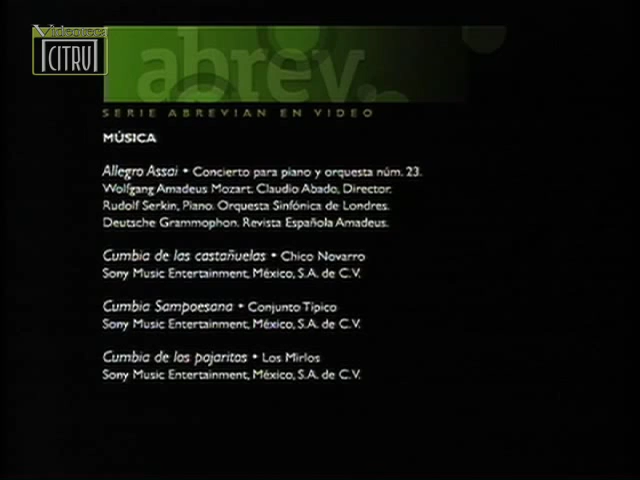 Videoteca
CITRU
abrev.
SERIE ABREVIAN EN VIDEO
MÚSICA
Allegro Assai • Concierto para piano y orquesta núm. 23.
Wolfgang Amadeus Mozart. Claudio Abado, Director.
Rudolf Serkin, Piano. Orquesta Sinfónica de Londres.
Deutsche Grammophon. Revista Española Amadeus.
Cumbia de las castañuelas • Chico Navarro
Sony Music Entertainment, México, S.A. de C.V.
Cumbia Sampoesana • Conjunto Típico
Sony Music Entertainment, México, S.A. de C.V.
Cumbia de los pajaritos • Los Mirlos
Sony Music Entertainment, México, S.A. de C.V.